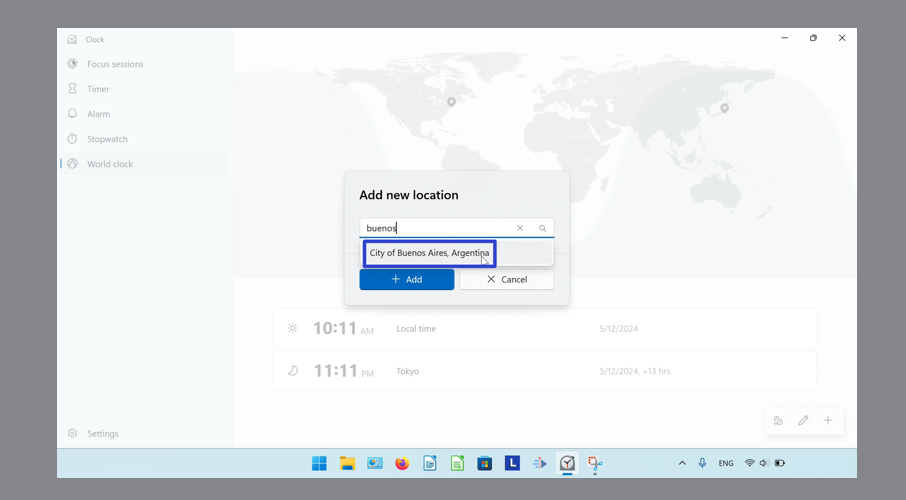 Clock
Focus sessions
Timer
Alarm
Stopwatch
World clock
Add new location
buenos
City of Buenos Aires, Argentina
Add
Cancel
10:11 AM Local time 5/12/2024
11:11 PM Tokyo 5/12/2024, +13 hrs
Settings
L
ENG